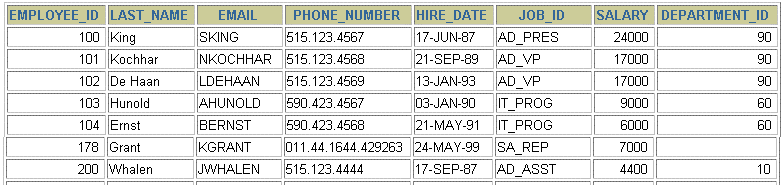 EMPLOYEE_ID LAST_NAME EMAIL PHONE_NUMBER HIRE_DATE JOB_ID SALARY DEPARTMENT_ID
100 King SKING 515.123.4567 17-JUN-87 AD_PRES 24000 90
101 Kochhar NKOCHHAR 515.123.4568 21-SEP-89 AD_VP 17000 90
102 De Haan LDEHAAN 515.123.4569 13-JAN-93 AD_VP 17000 90
103 Hunold AHUNOLD 590.423.4567 03-JAN-90 IT_PROG 9000 60
104 Ernst BERNST 590.423.4568 21-MAY-91 IT_PROG 6000 60
178 Grant KGRANT 011.44.1644.429263 24-MAY-99 SA_REP 7000
200 Whalen JWHALEN 515.123.4444 17-SEP-87 AD_ASST 4400 10